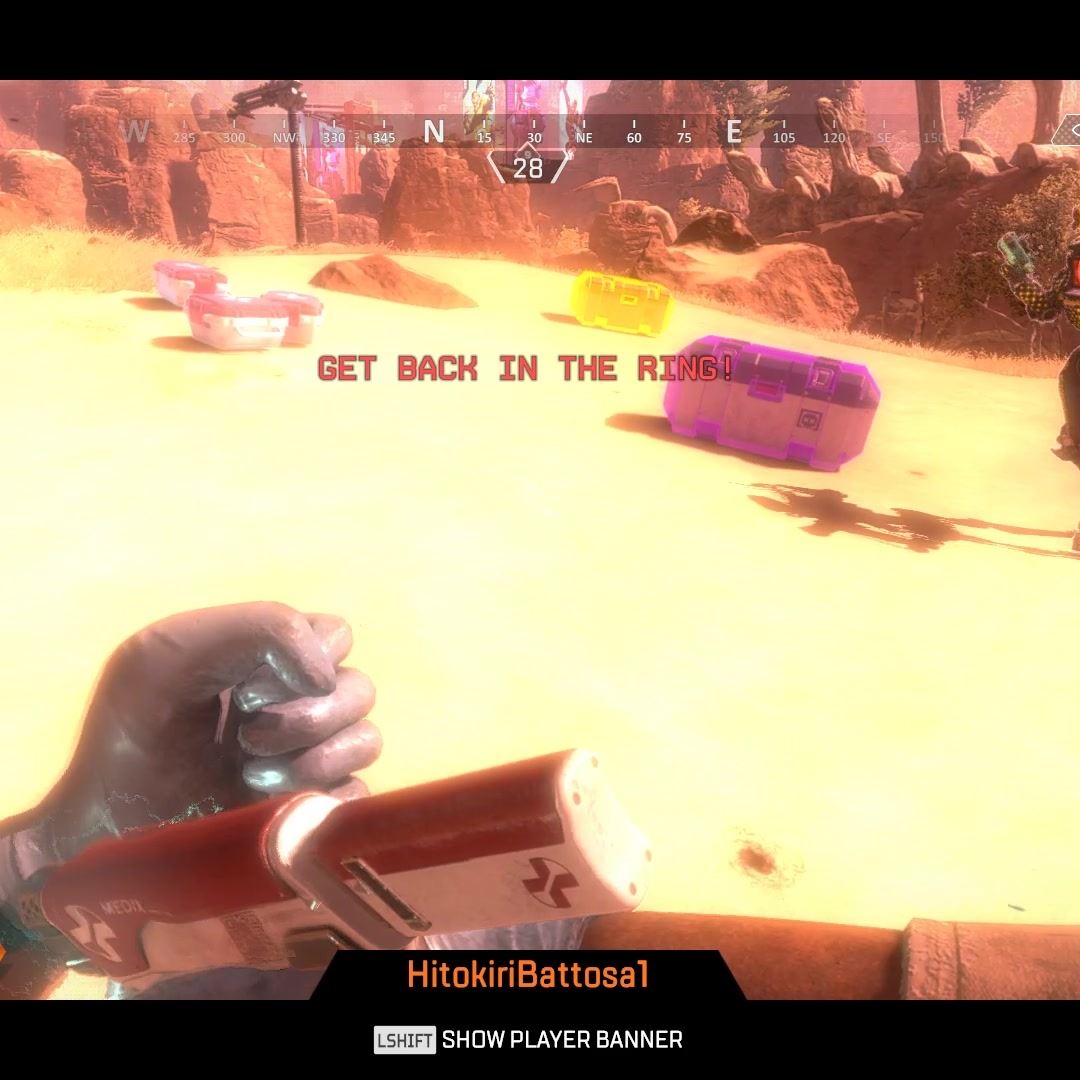 W 285 300 NW 330 345 N 15 30 NE 60 75 E 105 120 SE 150
28
GET BACK IN THE RING!
MEDIX
HitokiriBattosa1
LSHIFT SHOW PLAYER BANNER